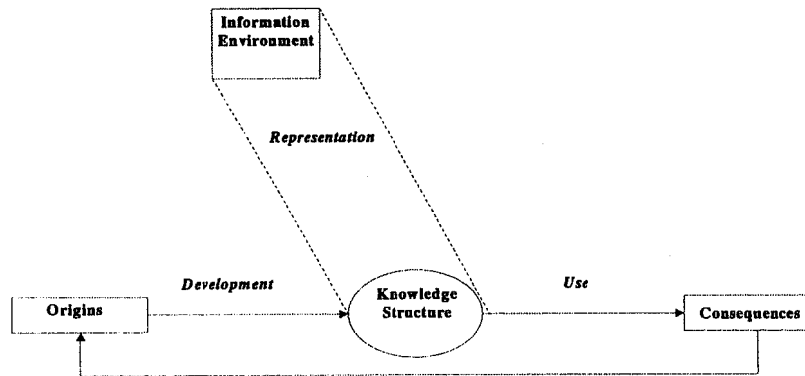 Information
Environment
Representation
Development
Knowledge
Structure
Use
Origins
Consequences